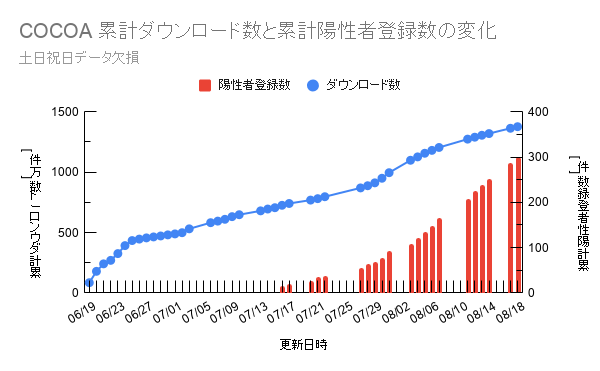 COCOA 累計ダウンロード数と累計陽性者登録数の変化
土日祝日データ欠損
陽性者登録数 ダウンロード数
1500
1000
500
0
400
300
200
100
0
累計ダウンロード数[万件]
累計陽性者登録数[件]
06/19 06/23 06/27 07/01 07/05 07/09 07/13 07/17 07/21 07/25 07/29 08/02 08/06 08/10 08/14 08/18
更新日時